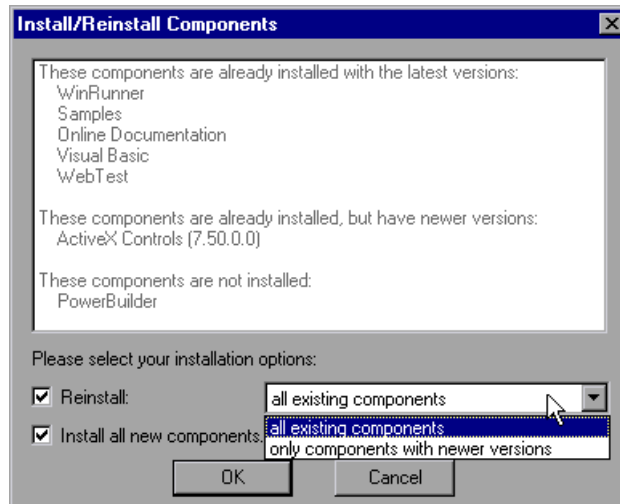 Install/Reinstall Components
These components are already installed with the latest versions:
WinRunner
Samples
Online Documentation
Visual Basic
WebTest
These components are already installed, but have newer versions:
ActiveX Controls (7.50.0.0)
These components are not installed:
PowerBuilder
Please select your installation options:
Reinstall: all existing components
all existing components
Install all new components.
only components with newer versions
OK Cancel